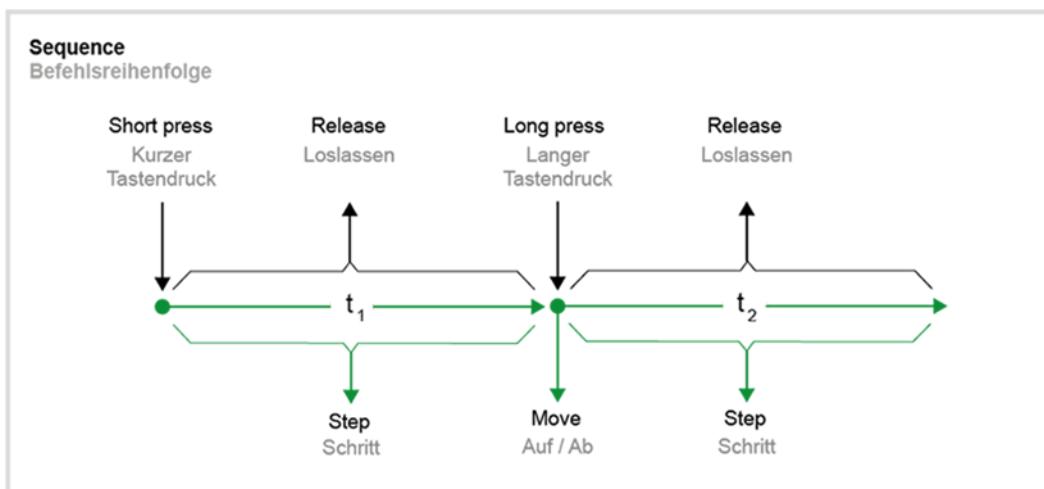 Sequence
Befehlsreihenfolge
Short press
Kurzer
Tastendruck
Release
Loslassen
Long press
Langer
Tastendruck
Release
Loslassen
t₁
t₂
Step
Schritt
Move
Auf / Ab
Step
Schritt